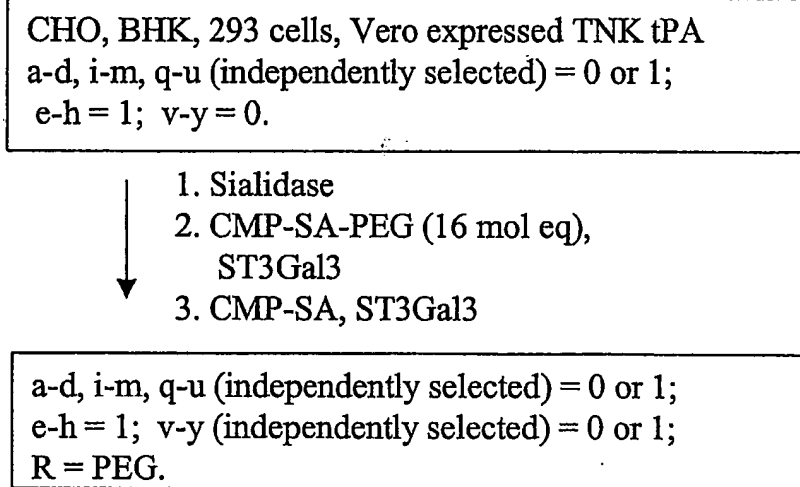 CHO, BHK, 293 cells, Vero expressed TNK tPA
a-d, i-m, q-u (independently selected) = 0 or 1;
e-h = 1; v-y = 0.
1. Sialidase
2. CMP-SA-PEG (16 mol eq),
ST3Gal3
3. CMP-SA, ST3Gal3
a-d, i-m, q-u (independently selected) = 0 or 1;
e-h = 1; v-y (independently selected) = 0 or 1;
R = PEG.